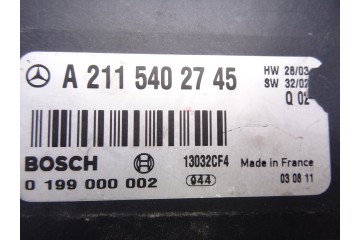 A 211 540 27 45
HW 28/03
SW 32/02
Q 02
BOSCH
13032CF4
Made in France
0 199 000 002
944
03 08 11